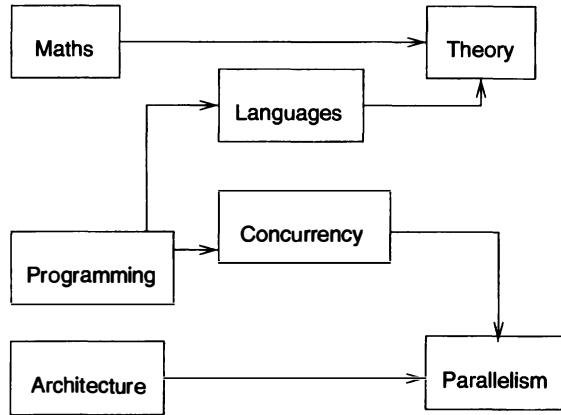 Maths
Theory
Languages
Concurrency
Programming
Architecture
Parallelism